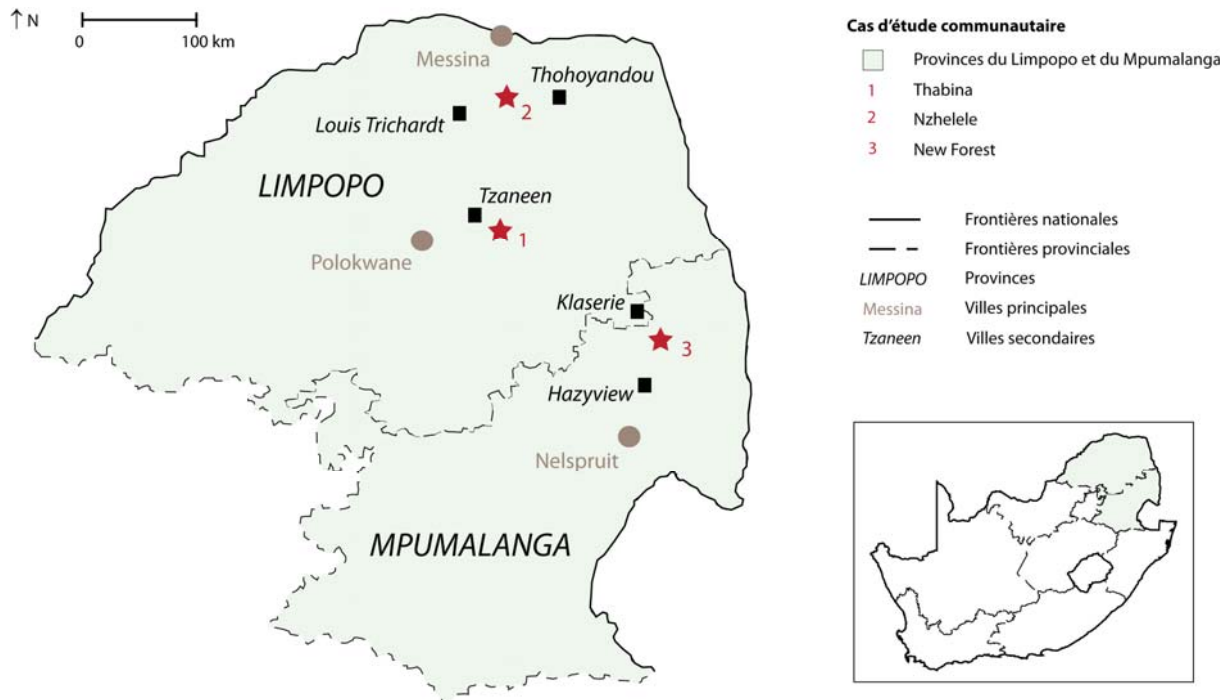 ↑ N
0 100 km
Messina
Thohoyandou
2
Louis Trichardt
LIMPOPO
Tzaneen
1
Polokwane
Klaserie
3
Hazyview
Nelspruit
MPUMALANGA
Cas d'étude communautaire
Provinces du Limpopo et du Mpumalanga
1 Thabina
2 Nzhelele
3 New Forest
Frontières nationales
Frontières provinciales
LIMPOPO Provinces
Messina Villes principales
Tzaneen Villes secondaires